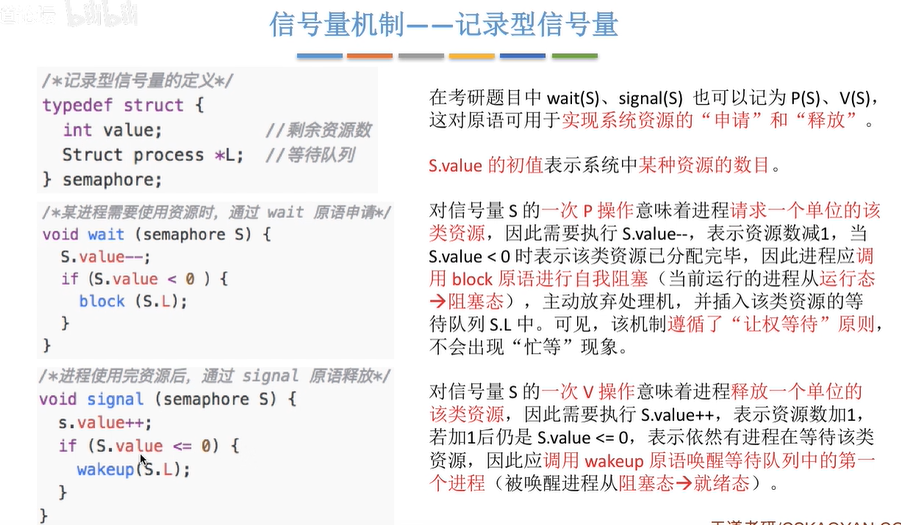 bilibili
信号量机制——记录型信号量
/*记录型信号量的定义*/
typedef struct {
int value; //剩余资源数
Struct process *L; //等待队列
} semaphore;
/*某进程需要使用资源时，通过 wait 原语申请*/
void wait (semaphore S) {
S.value--;
if (S.value < 0 ) {
block (S.L);
}
}
/*进程使用完资源后，通过 signal 原语释放*/
void signal (semaphore S) {
s.value++;
if (S.value <= 0) {
wakeup(S.L);
}
}
在考研题目中 wait(S)、signal(S) 也可以记为 P(S)、V(S)，
这对原语可用于实现系统资源的“申请”和“释放”。
S.value 的初值表示系统中某种资源的数目。
对信号量 S 的一次 P 操作意味着进程请求一个单位的该
类资源，因此需要执行 S.value--，表示资源数减1，当
S.value < 0 时表示该类资源已分配完毕，因此进程应调
用 block 原语进行自我阻塞（当前运行的进程从运行态
→阻塞态），主动放弃处理机，并插入该类资源的等
待队列 S.L 中。可见，该机制遵循了“让权等待”原则，
不会出现“忙等”现象。
对信号量 S 的一次 V 操作意味着进程释放一个单位的
该类资源，因此需要执行 S.value++，表示资源数加1，
若加1后仍是 S.value <= 0，表示依然有进程在等待该类
资源，因此应调用 wakeup 原语唤醒等待队列中的第一
个进程（被唤醒进程从阻塞态→就绪态）。